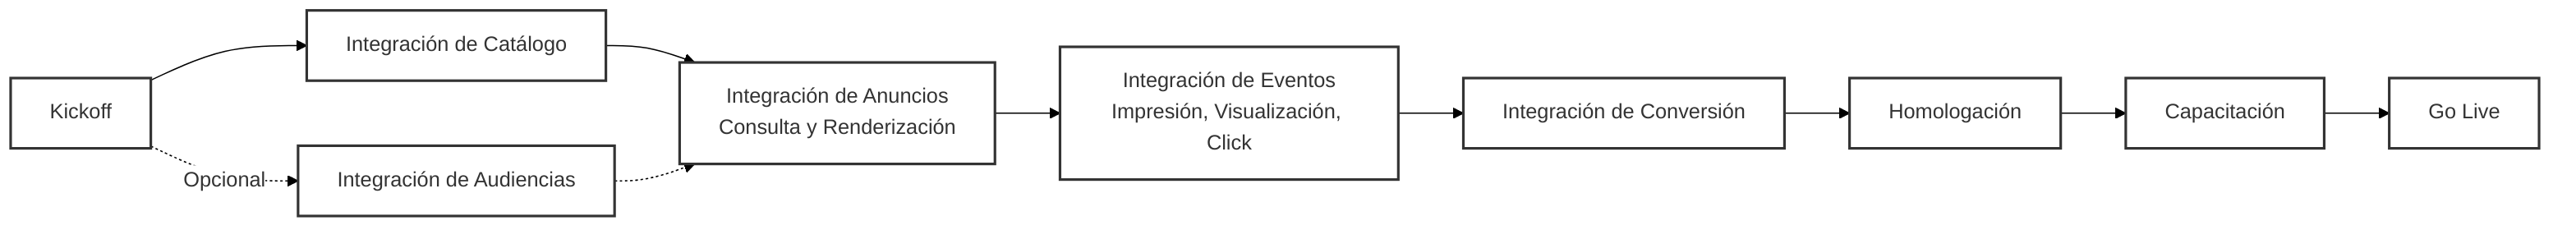 Kickoff
Opcional
Integración de Catálogo
Integración de Audiencias
Integración de Anuncios
Consulta y Renderización
Integración de Eventos
Impresión, Visualización,
Click
Integración de Conversión
Homologación
Capacitación
Go Live